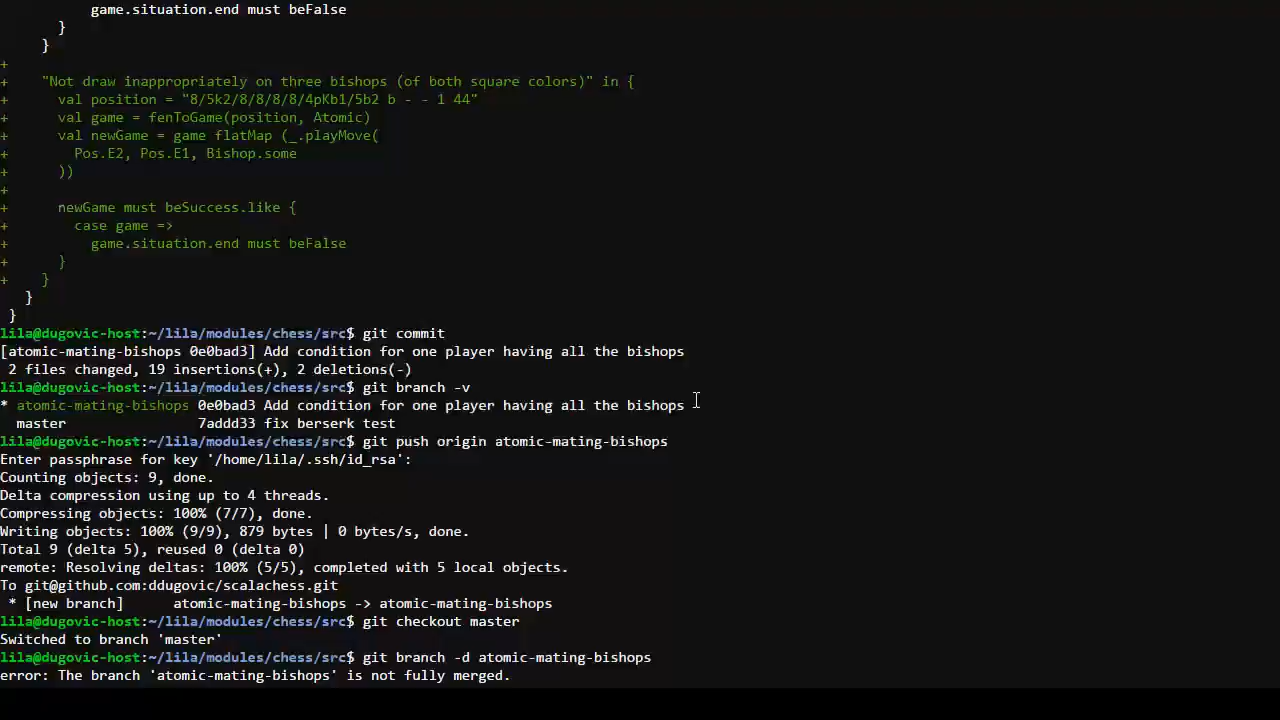 game.situation.end must beFalse
}
}
+
+ "Not draw inappropriately on three bishops (of both square colors)" in {
+ val position = "8/5k2/8/8/8/8/4pKb1/5b2 b - - 1 44"
+ val game = fenToGame(position, Atomic)
+ val newGame = game flatMap (_.playMove(
+ Pos.E2, Pos.E1, Bishop.some
+ ))
+
+ newGame must beSuccess.like {
+ case game =>
+ game.situation.end must beFalse
+ }
+ }
}
}
lila@dugovic-host:~/lila/modules/chess/src$ git commit
[atomic-mating-bishops 0e0bad3] Add condition for one player having all the bishops
2 files changed, 19 insertions(+), 2 deletions(-)
lila@dugovic-host:~/lila/modules/chess/src$ git branch -v
* atomic-mating-bishops 0e0bad3 Add condition for one player having all the bishops
master 7addd33 fix berserk test
lila@dugovic-host:~/lila/modules/chess/src$ git push origin atomic-mating-bishops
Enter passphrase for key '/home/lila/.ssh/id_rsa':
Counting objects: 9, done.
Delta compression using up to 4 threads.
Compressing objects: 100% (7/7), done.
Writing objects: 100% (9/9), 879 bytes | 0 bytes/s, done.
Total 9 (delta 5), reused 0 (delta 0)
remote: Resolving deltas: 100% (5/5), completed with 5 local objects.
To git@github.com:ddugovic/scalachess.git
* [new branch] atomic-mating-bishops -> atomic-mating-bishops
lila@dugovic-host:~/lila/modules/chess/src$ git checkout master
Switched to branch 'master'
lila@dugovic-host:~/lila/modules/chess/src$ git branch -d atomic-mating-bishops
error: The branch 'atomic-mating-bishops' is not fully merged.